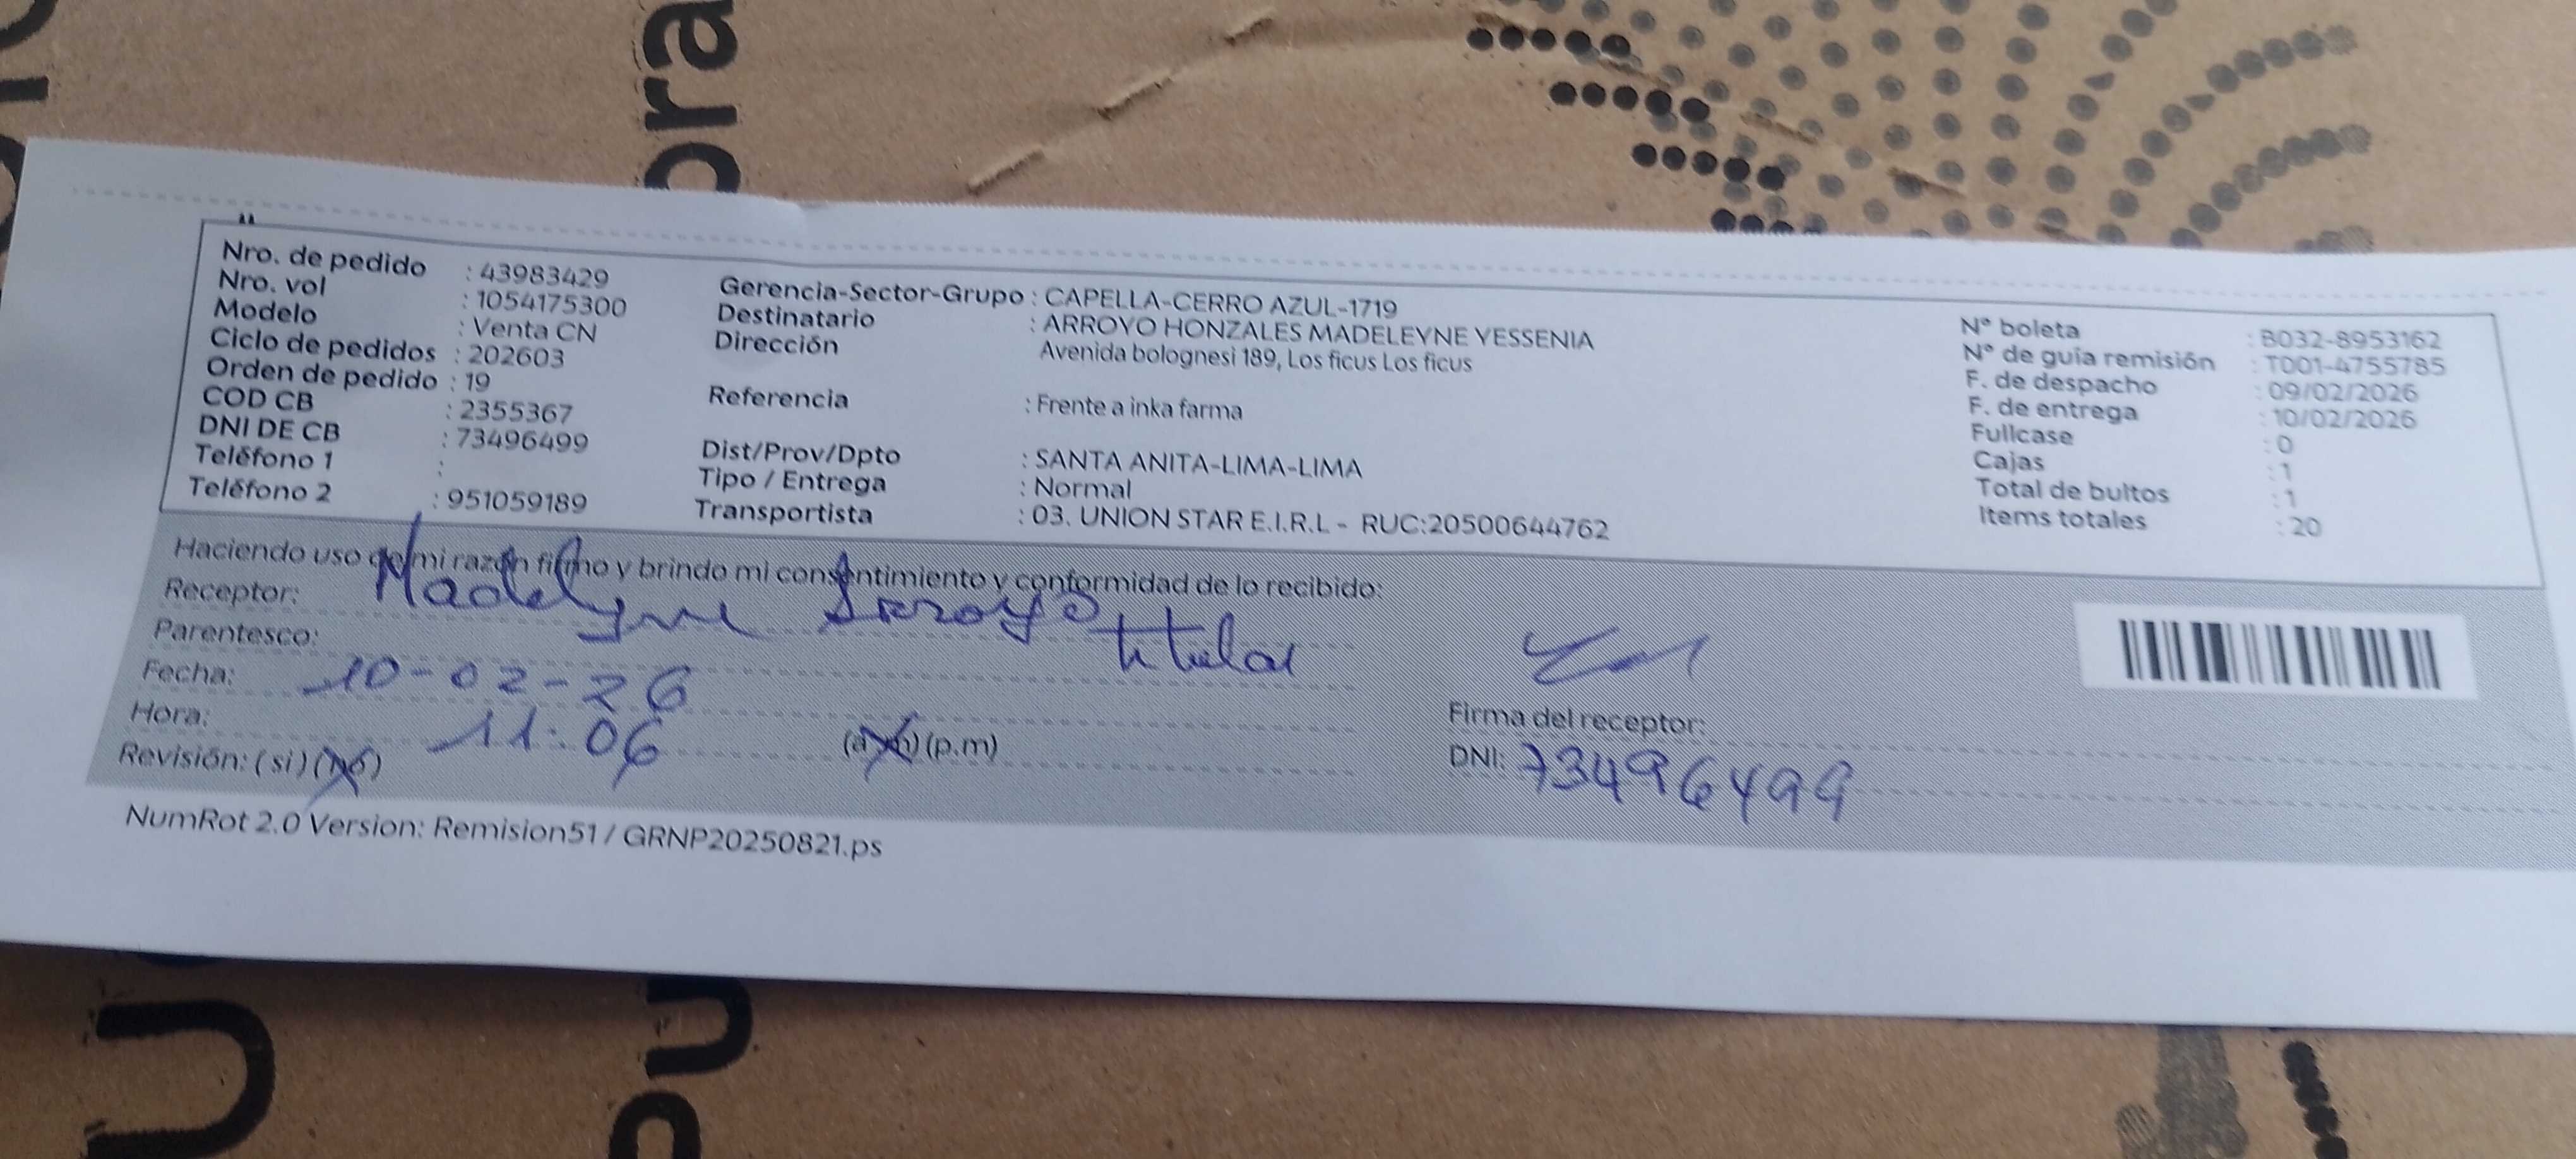 pra
Nro. de pedido : 43983429
Nro. vol : 1054175300
Modelo : Venta CN
Ciclo de pedidos : 202603
Orden de pedido : 19
COD CB : 2355367
DNI DE CB : 73496499
Teléfono 1 :
Teléfono 2 : 951059189
Gerencia-Sector-Grupo : CAPELLA-CERRO AZUL-1719
Destinatario : ARROYO HONZALES MADELEYNE YESSENIA
Dirección Avenida bolognesi 189, Los ficus Los ficus
Referencia : Frente a inka farma
Dist/Prov/Dpto : SANTA ANITA-LIMA-LIMA
Tipo / Entrega : Normal
Transportista : 03. UNION STAR E.I.R.L - RUC:20500644762
N° boleta : B032-8953162
N° de guía remisión : T001-4755785
F. de despacho : 09/02/2026
F. de entrega : 10/02/2026
Fullcase : 0
Cajas : 1
Total de bultos : 1
Items totales : 20
Haciendo uso de mi razón firmo y brindo mi consentimiento y conformidad de lo recibido:
Receptor: Madelyne Arroyo
Parentesco: titular
Fecha: 10-02-26
Hora: 11:06 (a.m) (p.m)
Revisión: (si) (no)
Firma del receptor:
DNI: 73496499
NumRot 2.0 Version: Remision51 / GRNP20250821.ps
pu